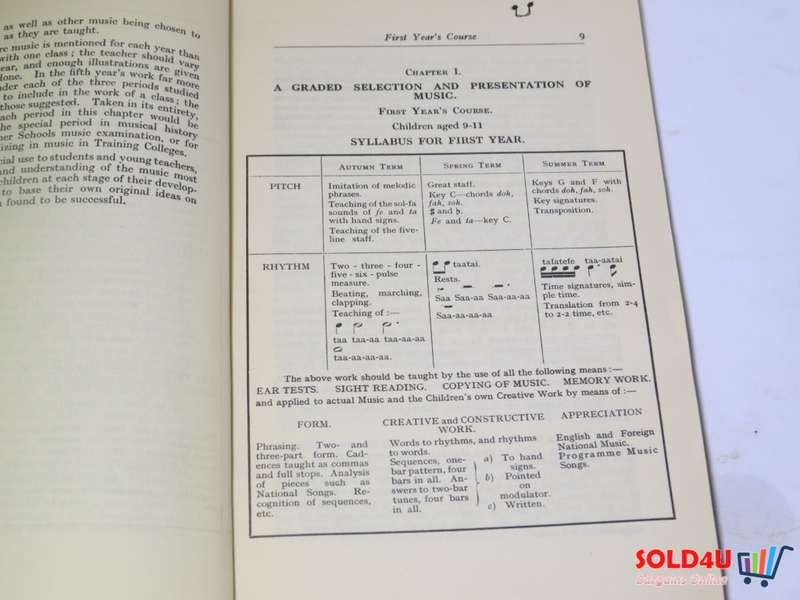 as well as other music being chosen to
as they are taught.
re music is mentioned for each year than
with one class; the teacher should vary
ear, and enough illustrations are given
done. In the fifth year's work far more
nder each of the three periods studied
to include in the work of a class; the
those suggested. Taken in its entirety,
each period in this chapter would be
he special period in musical history
her Schools music examination, or for
izing in music in Training Colleges.
cial use to students and young teachers,
and understanding of the music most
children at each stage of their develop-
to base their own original ideas on
n found to be successful.
First Year's Course 9
Chapter I.
A GRADED SELECTION AND PRESENTATION OF
MUSIC.
First Year's Course.
Children aged 9-11
SYLLABUS FOR FIRST YEAR.
Autumn Term Spring Term Summer Term
PITCH
Imitation of melodic
phrases.
Teaching of the sol-fa
sounds of fe and ta
with hand signs.
Teaching of the five-
line staff.
Great staff.
Key C—chords doh,
fah, soh.
♯ and ♭.
Fe and ta—key C.
Keys G and F with
chords doh, fah, soh.
Key signatures.
Transposition.
RHYTHM
Two - three - four -
five - six - pulse
measure.
Beating, marching,
clapping.
Teaching of :—
taa taa-aa taa-aa-aa
taa-aa-aa-aa.
taatai.
Rests.
Saa Saa-aa Saa-aa-aa
Saa-aa-aa-aa
tafatefe taa-aatai
Time signatures, sim-
ple time.
Translation from 2-4
to 2-2 time, etc.
The above work should be taught by the use of all the following means :—
EAR TESTS. SIGHT READING. COPYING OF MUSIC. MEMORY WORK.
and applied to actual Music and the Children's own Creative Work by means of :—
FORM.
Phrasing. Two- and
three-part form. Cad-
ences taught as commas
and full stops. Analysis
of pieces such as
National Songs. Re-
cognition of sequences,
etc.
CREATIVE and CONSTRUCTIVE
WORK.
Words to rhythms, and rhythms
to words.
Sequences, one-
bar pattern, four
bars in all. An-
swers to two-bar
tunes, four bars
in all.
a) To hand
signs.
b) Pointed
on
modulator.
c) Written.
APPRECIATION
English and Foreign
National Music.
Programme Music
Songs.
SOLD4U
Bargains Online